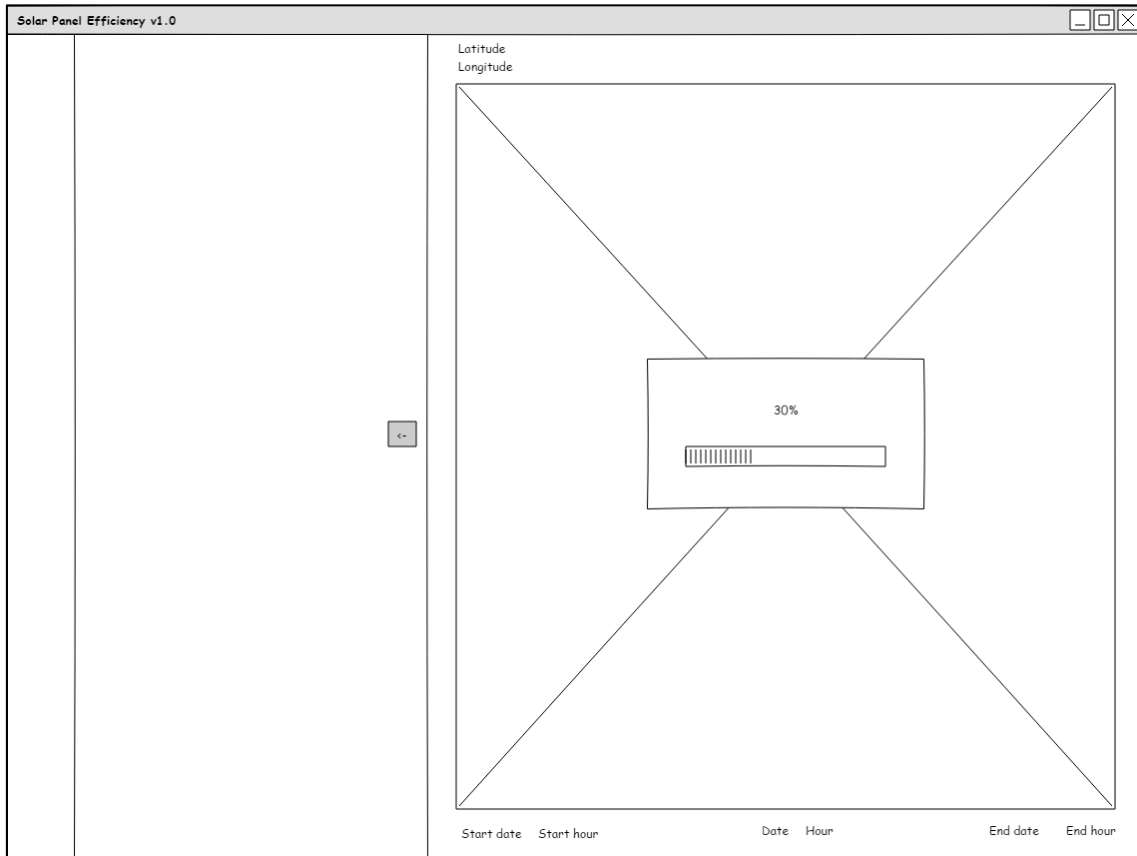 Solar Panel Efficiency v1.0
Latitude
Longitude
30%
<-
Start date Start hour Date Hour End date End hour